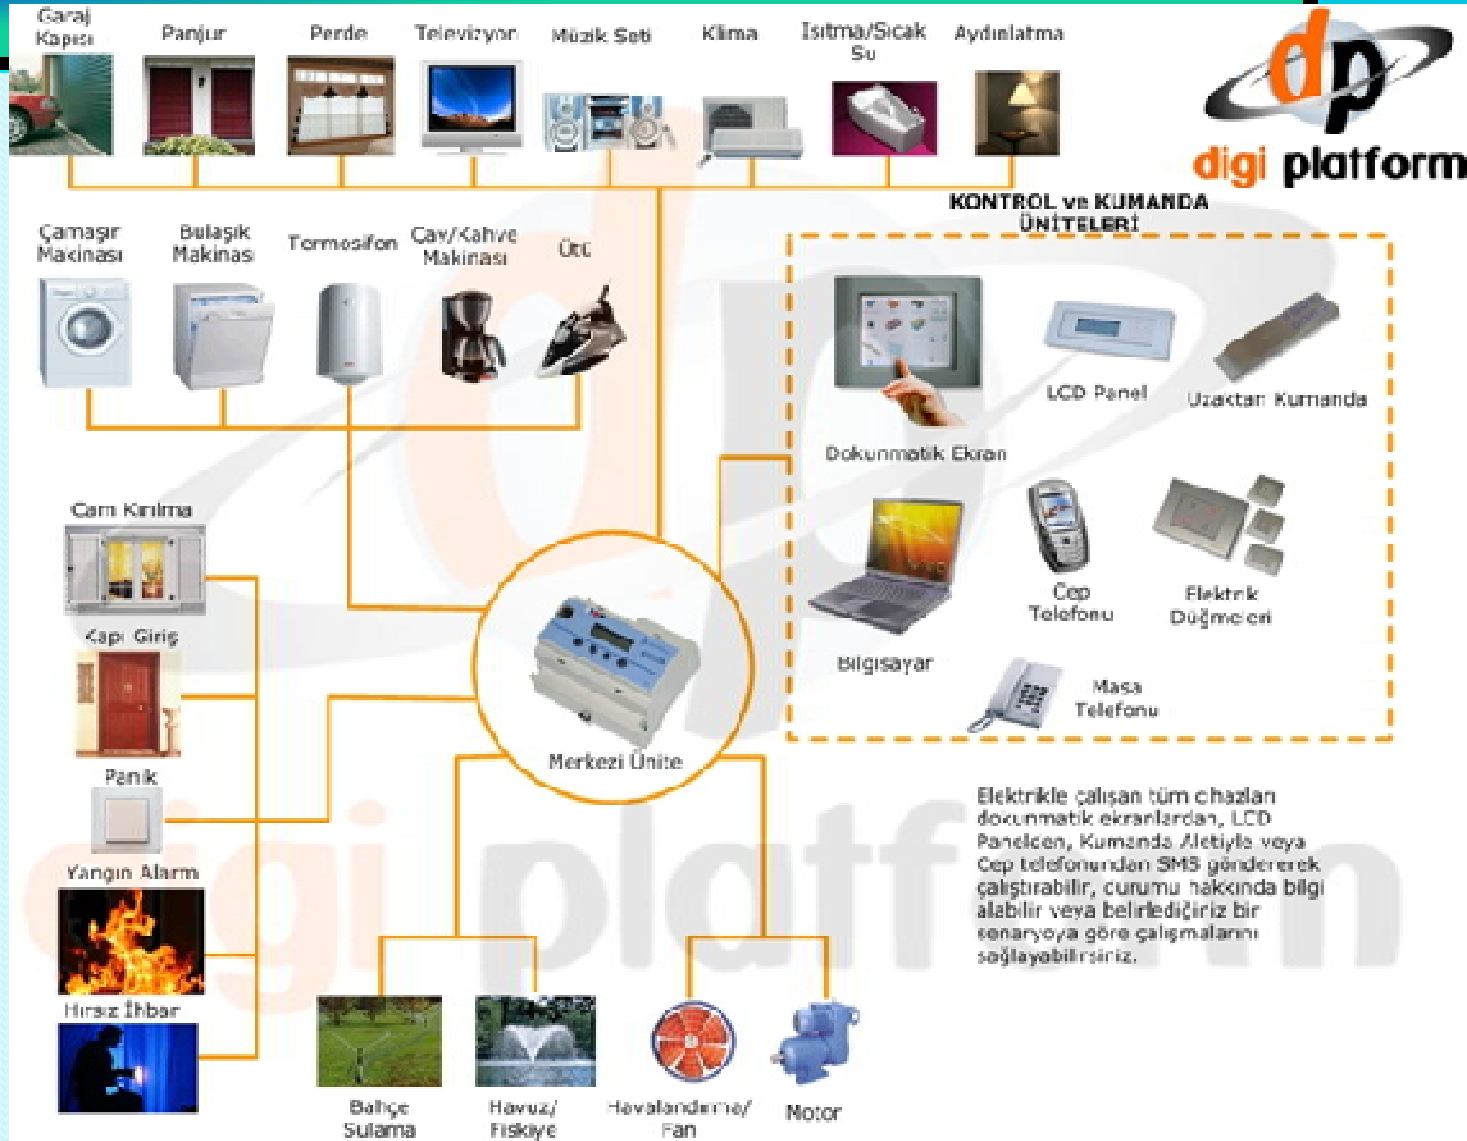 Garaj
Kapısı
Panjur
Perde
Televizyon
Müzik Seti
Klima
Isıtma/Sıcak
Su
Aydınlatma
dp
digi platform
KONTROL ve KUMANDA
ÜNİTELERİ
Çamaşır
Makinası
Bulaşık
Makinası
Termosifon
Çay/Kahve
Makinası
Ütü
LCD Panel
Uzaktan Kumanda
Dokunmatik Ekran
Cam Kırılma
Cep
Telefonu
Elektrik
Düğmeleri
Kapı Giriş
Bilgisayar
Masa
Telefonu
Merkezi Ünite
Panik
Elektrikle çalışan tüm cihazları
dokunmatik ekranlardan, LCD
Panelden, Kumanda Aletiyle veya
Cep telefonundan SMS göndererek
çalıştırabilir, durumu hakkında bilgi
alabilir veya belirlediğiniz bir
senaryoya göre çalışmalarını
sağlayabilirsiniz.
Yangın Alarm
Hırsız İhbar
Bahçe
Sulama
Havuz/
Fıskiye
Havalandırma/
Fan
Motor
digi platform